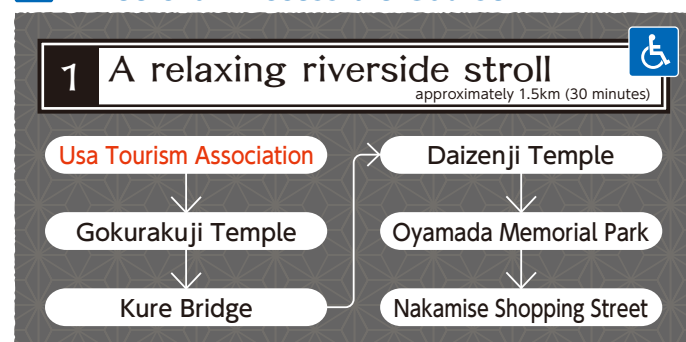 1 A relaxing riverside stroll
approximately 1.5km (30 minutes)
Usa Tourism Association
Gokurakuji Temple
Kure Bridge
Daizenji Temple
Oyamada Memorial Park
Nakamise Shopping Street